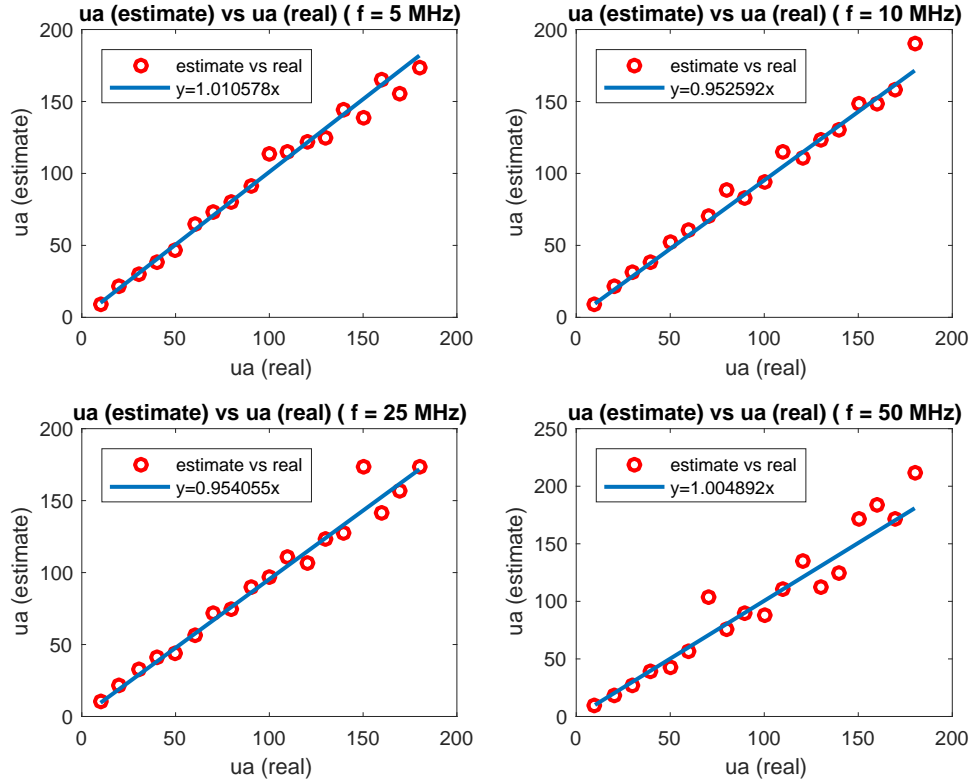 ua (estimate) vs ua (real) ( f = 5 MHz)
200
150
100
50
0
ua (estimate)
estimate vs real
y=1.010578x
0 50 100 150 200
ua (real)
ua (estimate) vs ua (real) ( f = 10 MHz)
200
150
100
50
0
ua (estimate)
estimate vs real
y=0.952592x
0 50 100 150 200
ua (real)
ua (estimate) vs ua (real) ( f = 25 MHz)
200
150
100
50
0
ua (estimate)
estimate vs real
y=0.954055x
0 50 100 150 200
ua (real)
ua (estimate) vs ua (real) ( f = 50 MHz)
250
200
150
100
50
0
ua (estimate)
estimate vs real
y=1.004892x
0 50 100 150 200
ua (real)